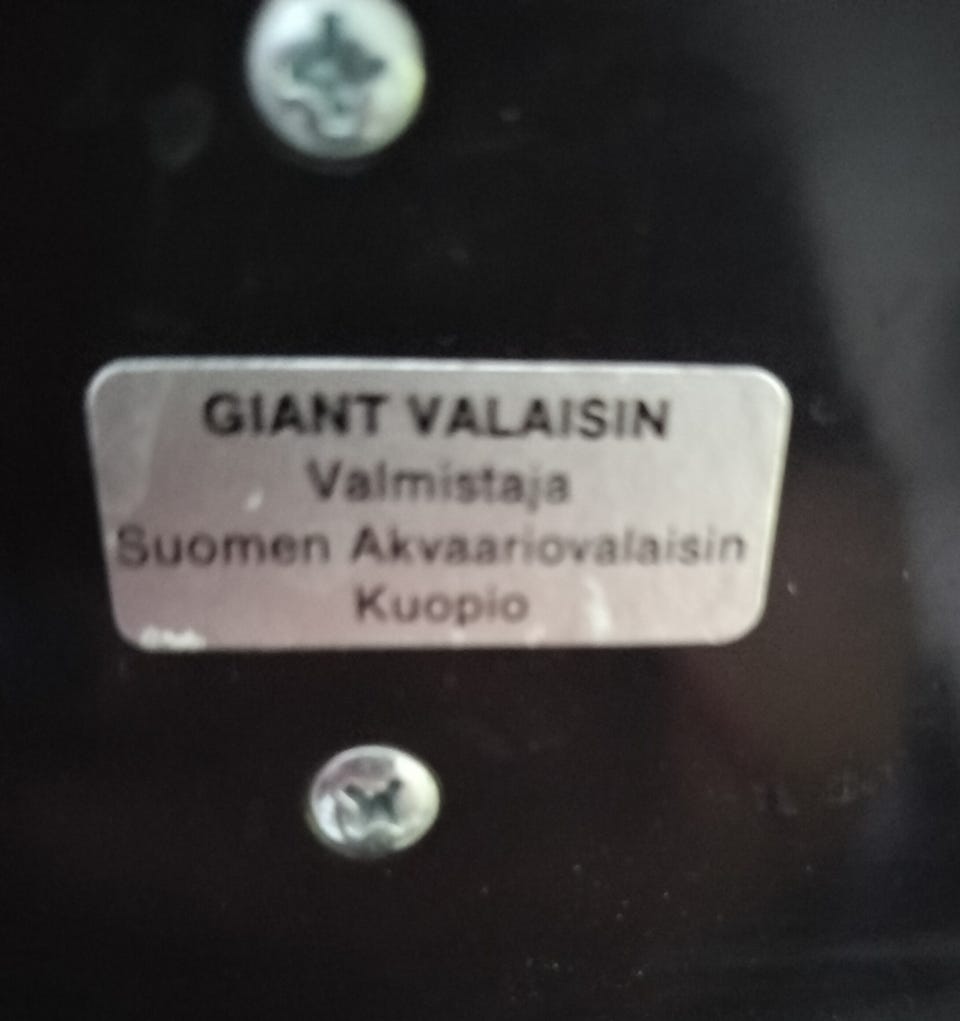 GIANT VALAISIN
Valmistaja
Suomen Akvaariovalaisin
Kuopio